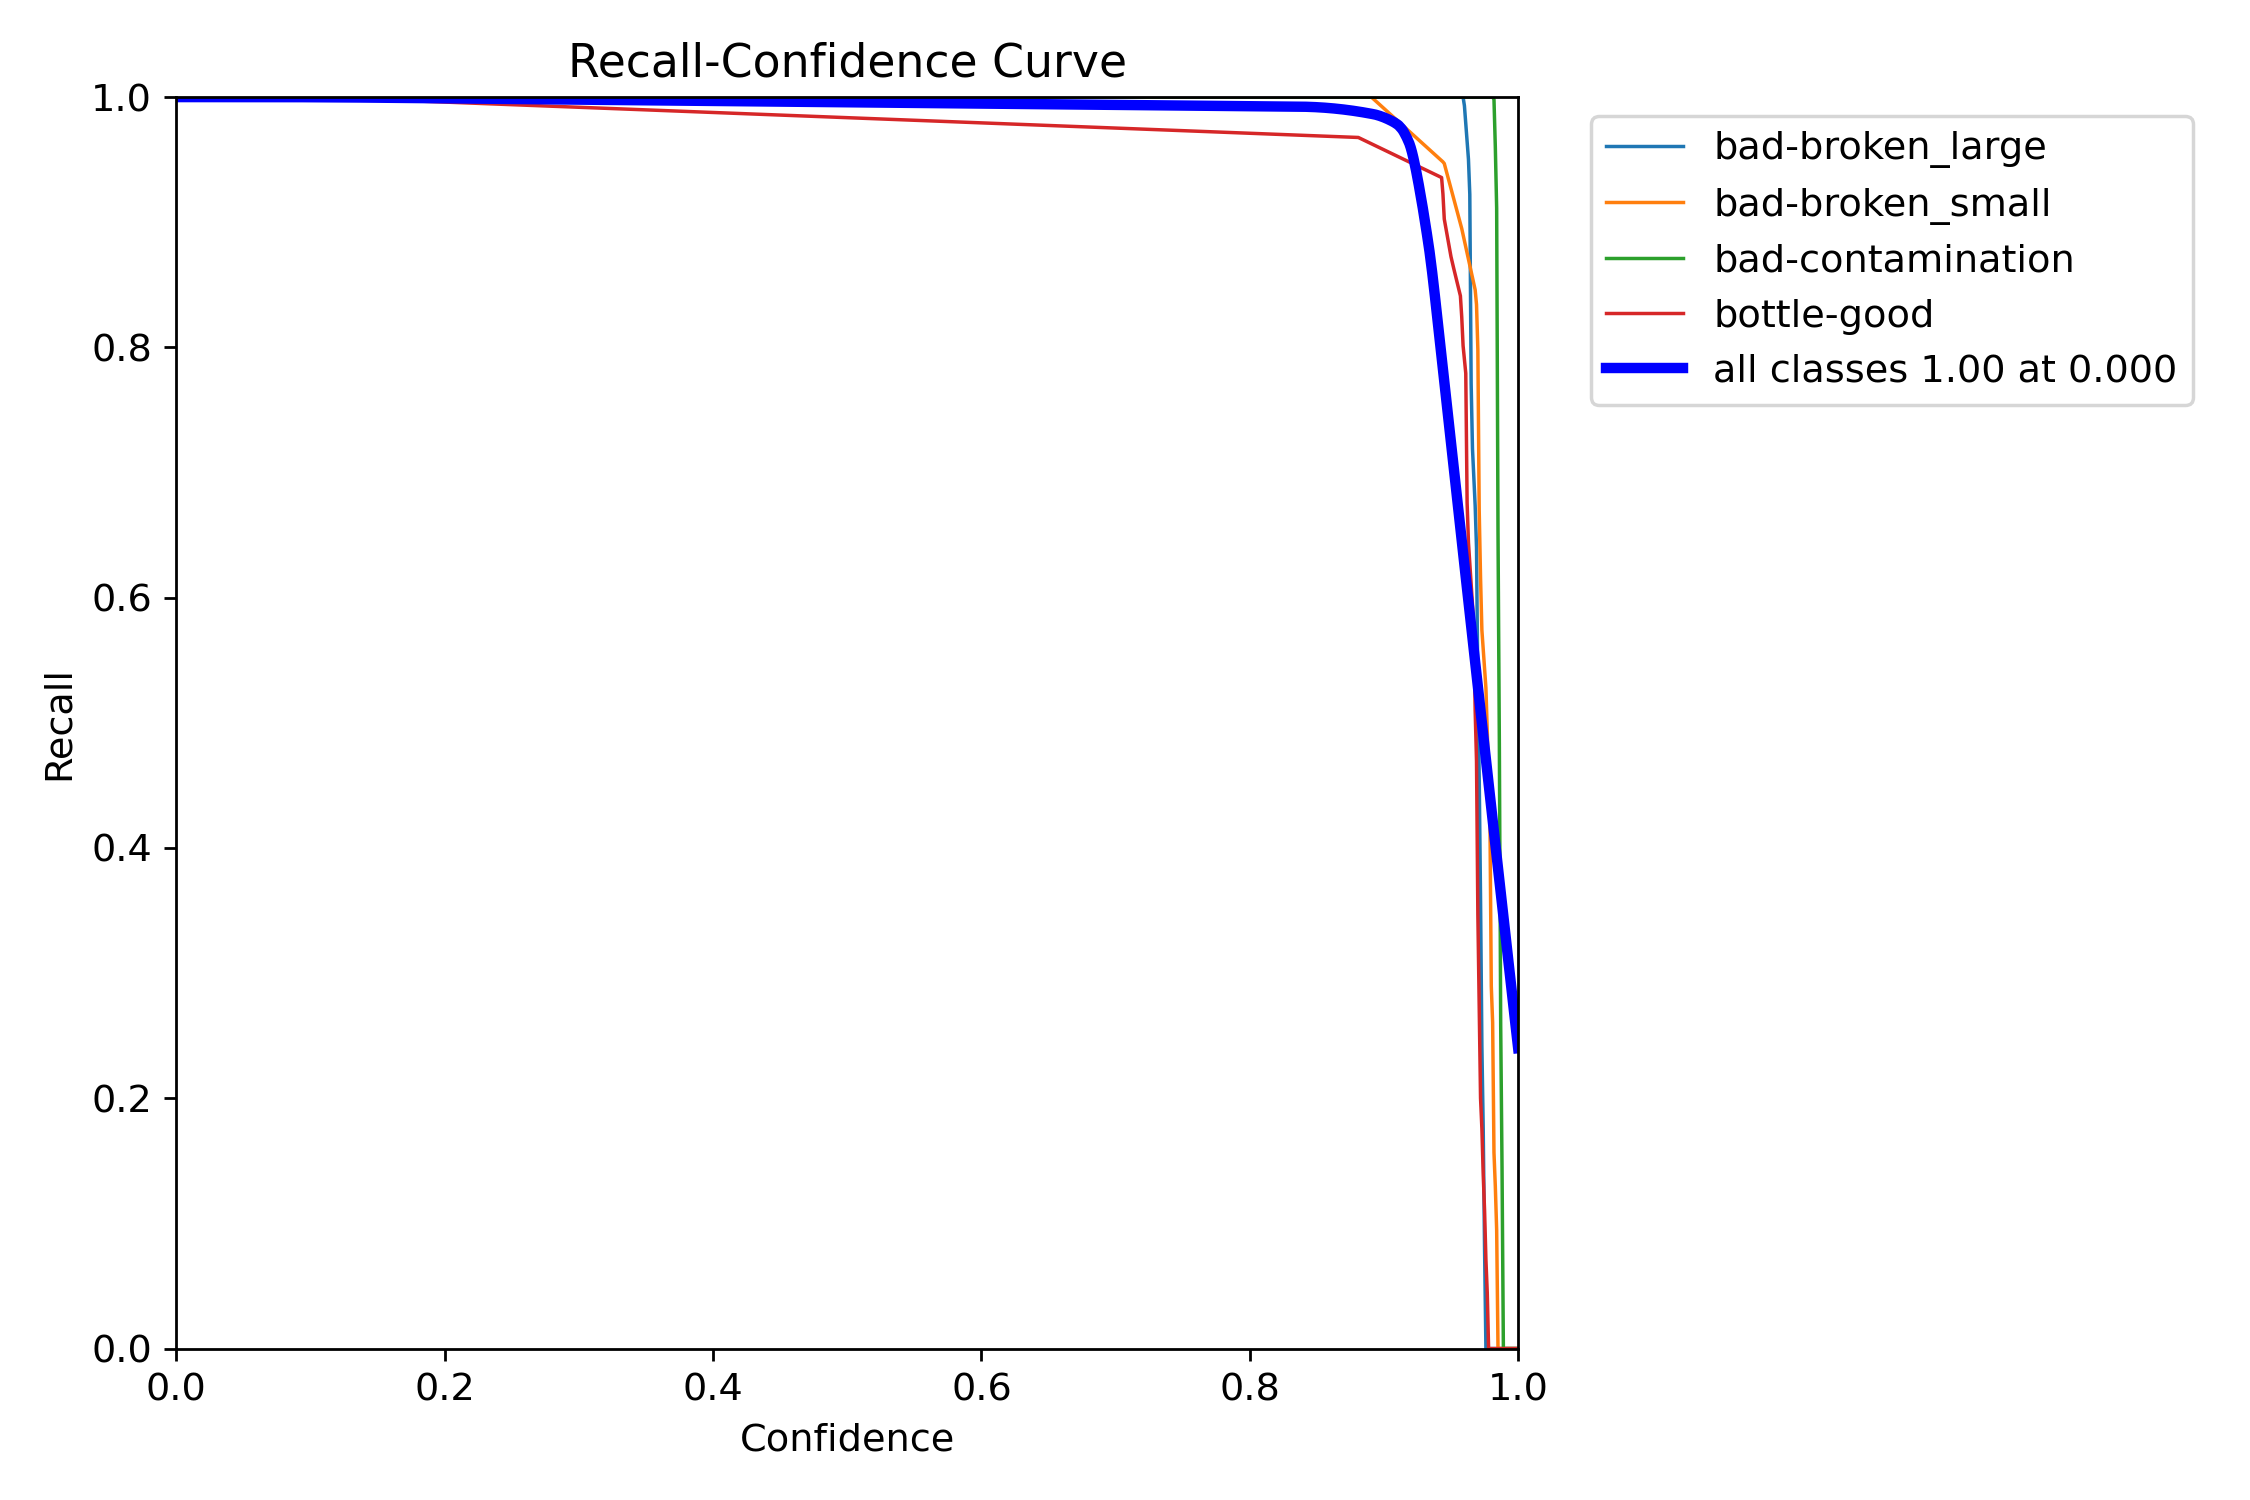 Recall-Confidence Curve
1.0
0.8
0.6
0.4
0.2
0.0
Recall
0.0 0.2 0.4 0.6 0.8 1.0
Confidence
bad-broken_large
bad-broken_small
bad-contamination
bottle-good
all classes 1.00 at 0.000